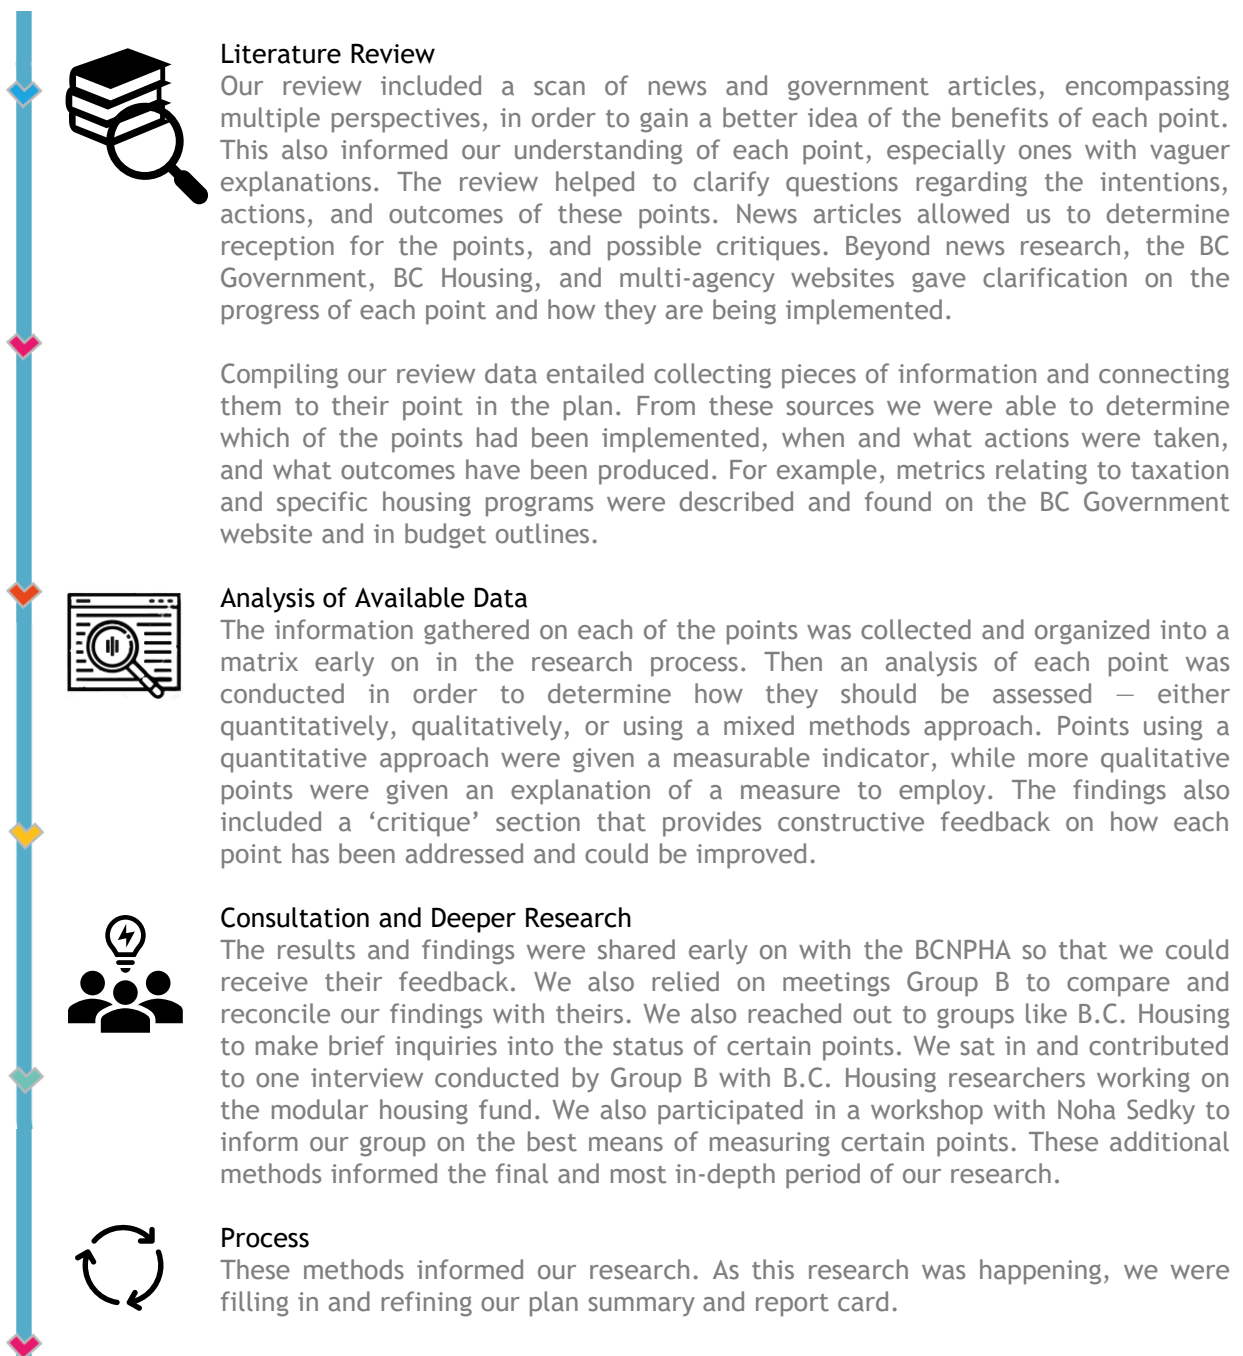 Literature Review
Our review included a scan of news and government articles, encompassing
multiple perspectives, in order to gain a better idea of the benefits of each point.
This also informed our understanding of each point, especially ones with vaguer
explanations. The review helped to clarify questions regarding the intentions,
actions, and outcomes of these points. News articles allowed us to determine
reception for the points, and possible critiques. Beyond news research, the BC
Government, BC Housing, and multi-agency websites gave clarification on the
progress of each point and how they are being implemented.
Compiling our review data entailed collecting pieces of information and connecting
them to their point in the plan. From these sources we were able to determine
which of the points had been implemented, when and what actions were taken,
and what outcomes have been produced. For example, metrics relating to taxation
and specific housing programs were described and found on the BC Government
website and in budget outlines.
Analysis of Available Data
The information gathered on each of the points was collected and organized into a
matrix early on in the research process. Then an analysis of each point was
conducted in order to determine how they should be assessed — either
quantitatively, qualitatively, or using a mixed methods approach. Points using a
quantitative approach were given a measurable indicator, while more qualitative
points were given an explanation of a measure to employ. The findings also
included a ‘critique’ section that provides constructive feedback on how each
point has been addressed and could be improved.
Consultation and Deeper Research
The results and findings were shared early on with the BCNPHA so that we could
receive their feedback. We also relied on meetings Group B to compare and
reconcile our findings with theirs. We also reached out to groups like B.C. Housing
to make brief inquiries into the status of certain points. We sat in and contributed
to one interview conducted by Group B with B.C. Housing researchers working on
the modular housing fund. We also participated in a workshop with Noha Sedky to
inform our group on the best means of measuring certain points. These additional
methods informed the final and most in-depth period of our research.
Process
These methods informed our research. As this research was happening, we were
filling in and refining our plan summary and report card.